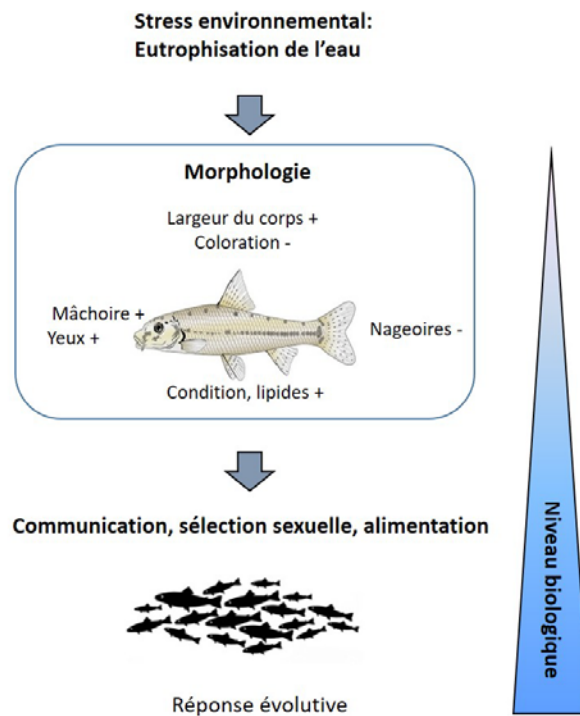 Stress environnemental:
Eutrophisation de l'eau
Morphologie
Largeur du corps +
Coloration -
Mâchoire +
Yeux +
Nageoires -
Condition, lipides +
Communication, sélection sexuelle, alimentation
Réponse évolutive
Niveau biologique